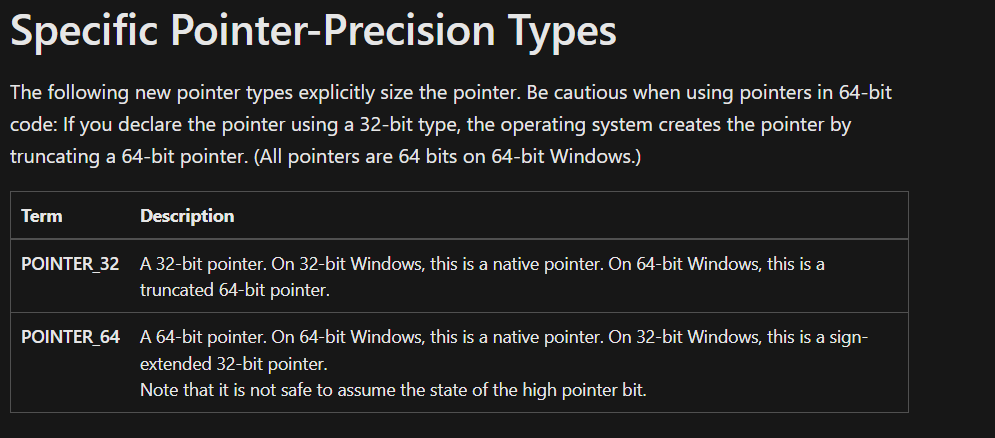 Specific Pointer-Precision Types
The following new pointer types explicitly size the pointer. Be cautious when using pointers in 64-bit
code: If you declare the pointer using a 32-bit type, the operating system creates the pointer by
truncating a 64-bit pointer. (All pointers are 64 bits on 64-bit Windows.)
Term Description
POINTER_32 A 32-bit pointer. On 32-bit Windows, this is a native pointer. On 64-bit Windows, this is a
truncated 64-bit pointer.
POINTER_64 A 64-bit pointer. On 64-bit Windows, this is a native pointer. On 32-bit Windows, this is a sign-
extended 32-bit pointer.
Note that it is not safe to assume the state of the high pointer bit.